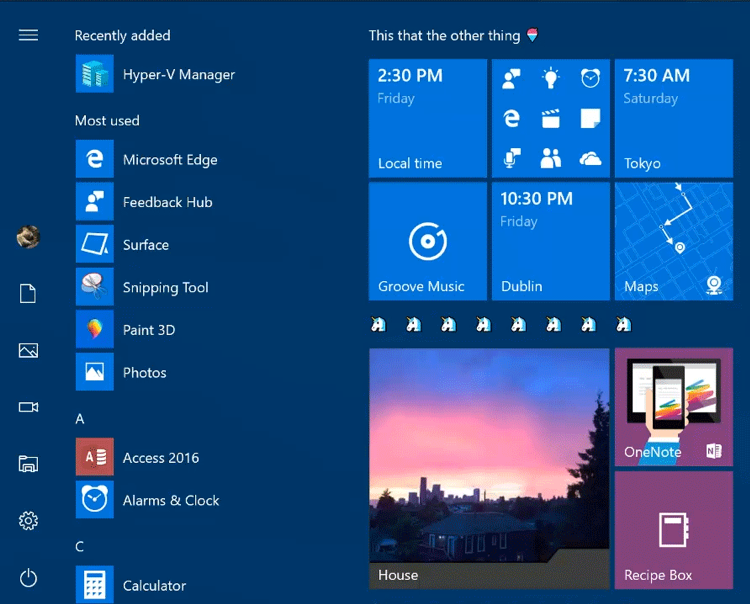 Recently added
Hyper-V Manager
Most used
Microsoft Edge
Feedback Hub
Surface
Snipping Tool
Paint 3D
Photos
A
Access 2016
Alarms & Clock
C
Calculator
This that the other thing
2:30 PM
Friday
Local time
7:30 AM
Saturday
Tokyo
Groove Music
10:30 PM
Friday
Dublin
Maps
House
OneNote
Recipe Box